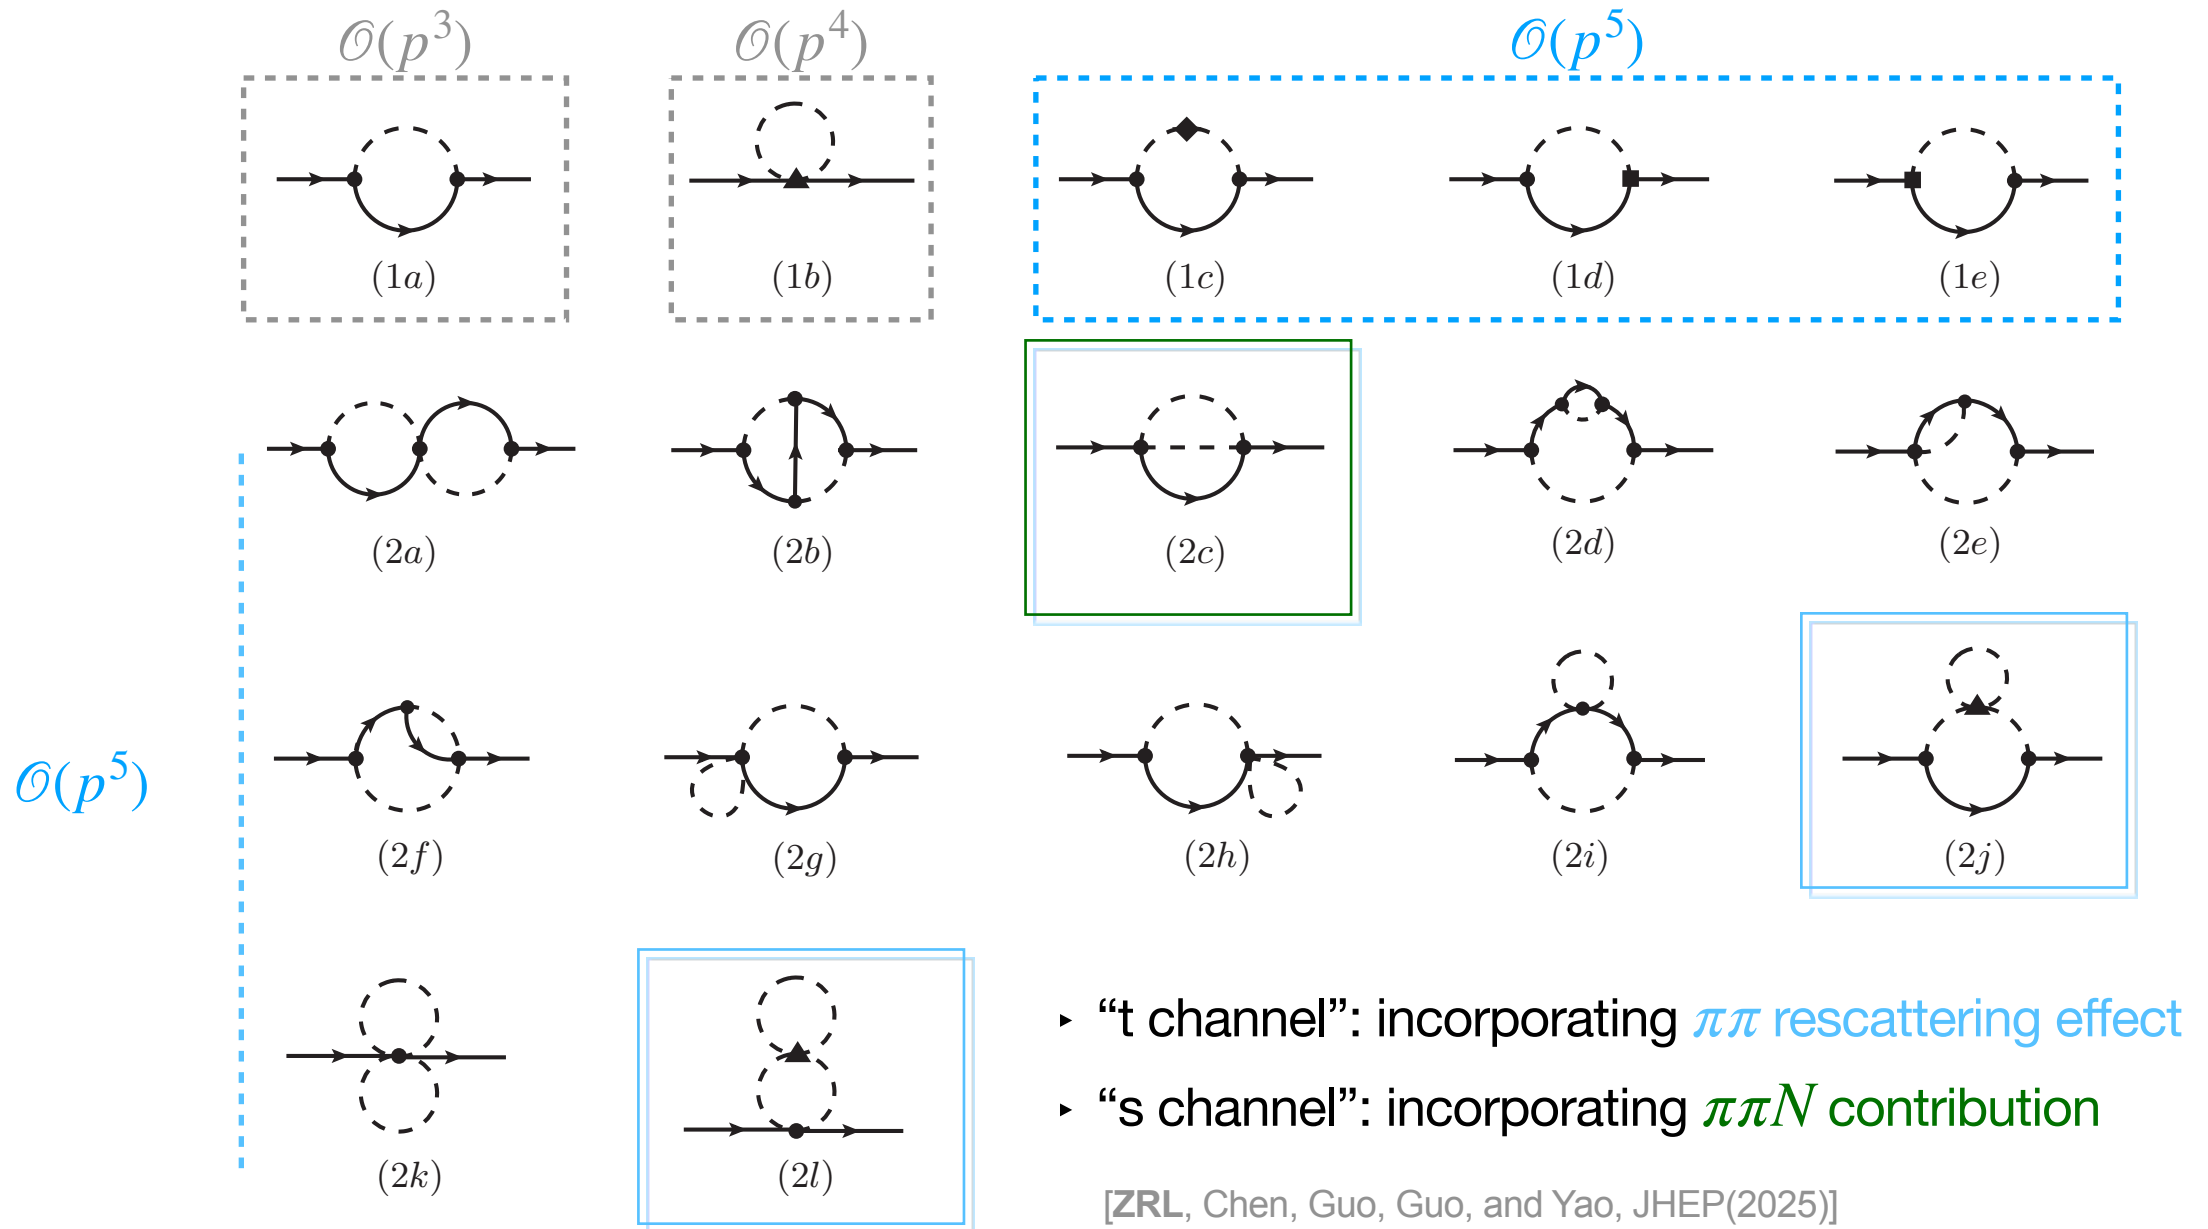 𝒪(p³) 𝒪(p⁴) 𝒪(p⁵)
(1a) (1b) (1c) (1d) (1e)
(2a) (2b) (2c) (2d) (2e)
𝒪(p⁵)
(2f) (2g) (2h) (2i) (2j)
‣ “t channel”: incorporating ππ rescattering effect
‣ “s channel”: incorporating ππN contribution
(2k) (2l)
[ZRL, Chen, Guo, Guo, and Yao, JHEP(2025)]